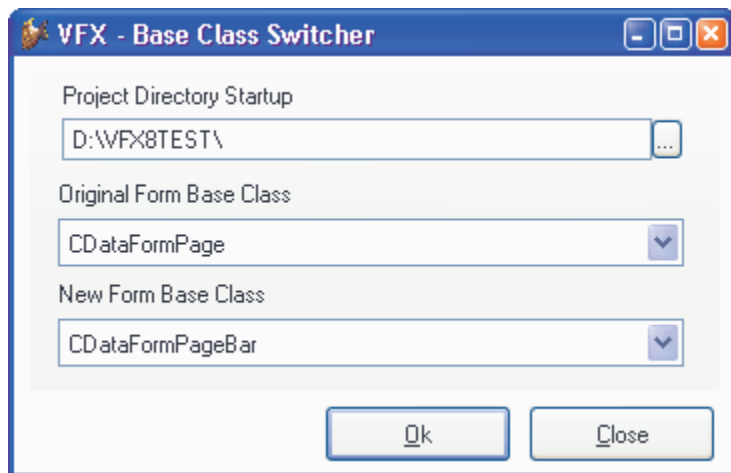 VFX - Base Class Switcher
Project Directory Startup
D:\VFX8TEST\
...
Original Form Base Class
CDataFormPage
New Form Base Class
CDataFormPageBar
Ok
Close